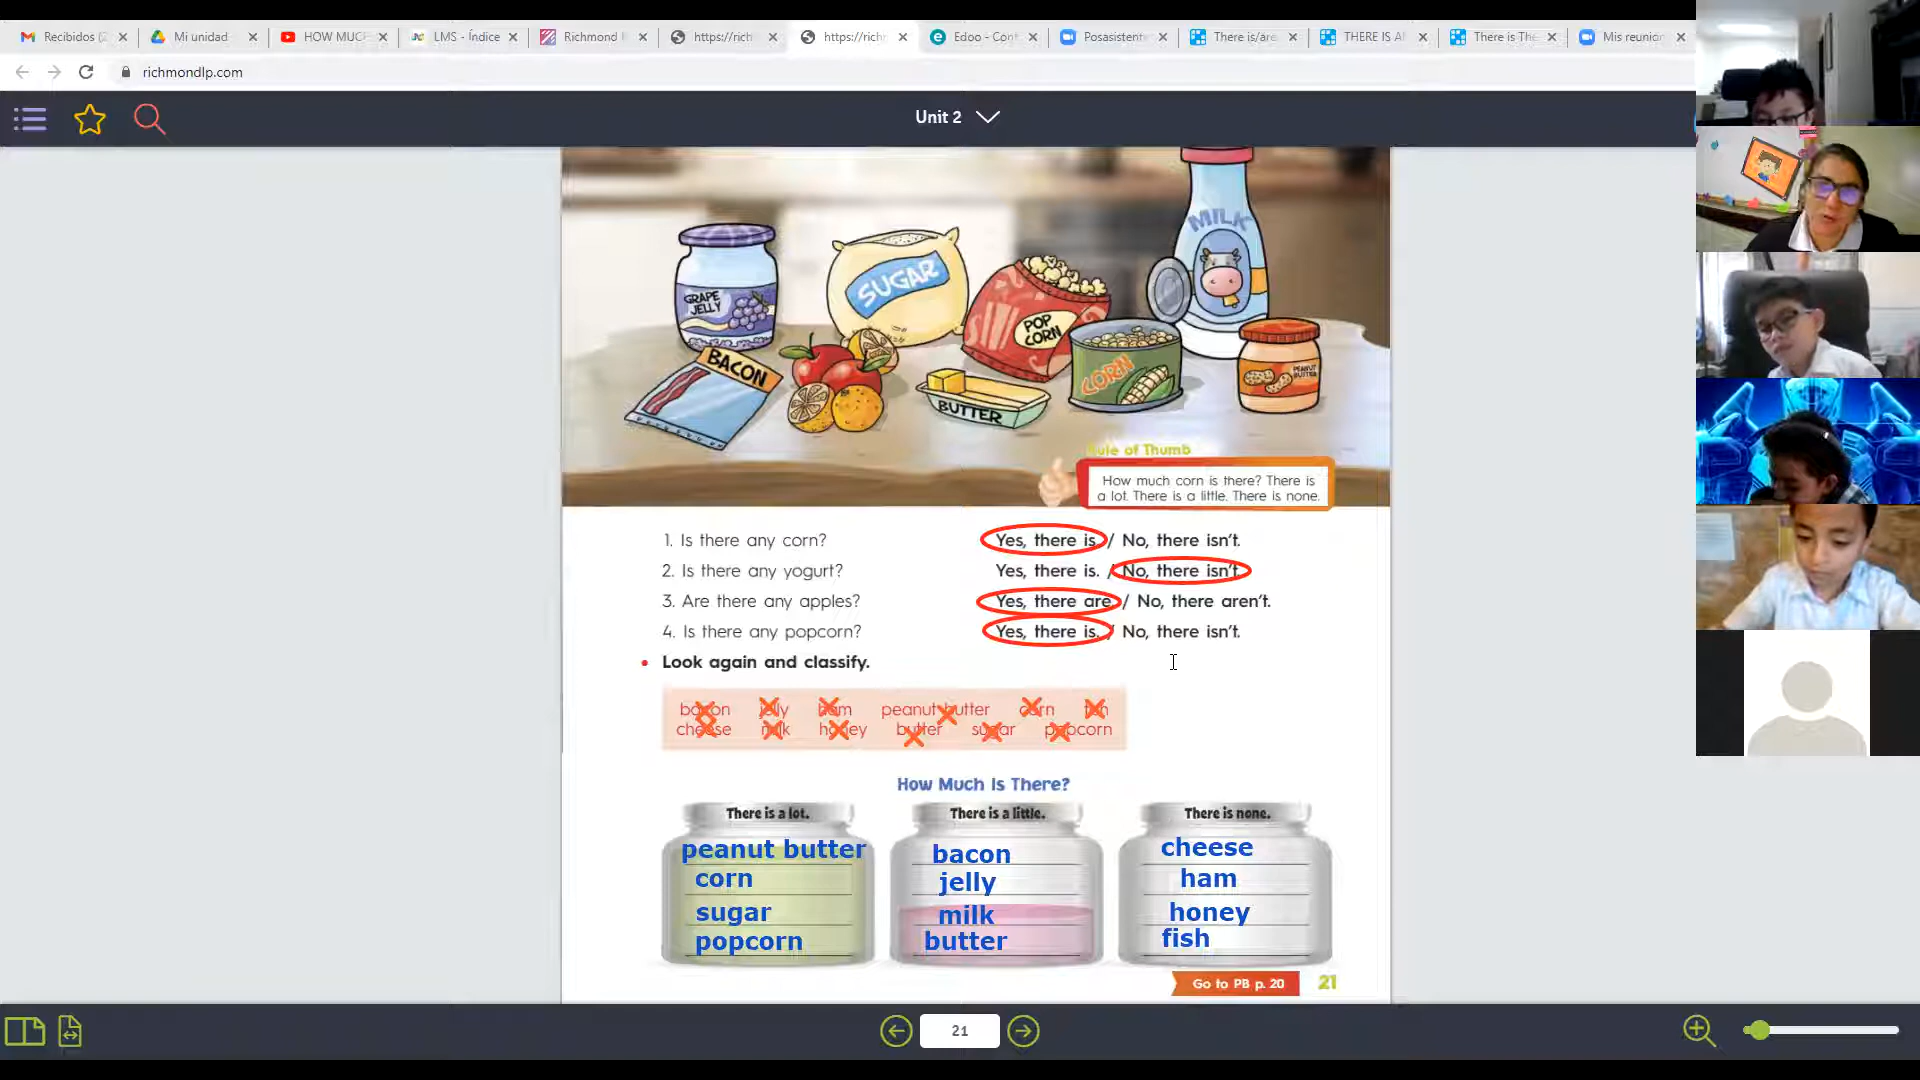 Recibidos (2
Mi unidad
HOW MUCH
LMS - Índice
Richmond
https://rich
https://richr
Edoo - Con
Posasistente
There is/are
THERE IS A
There is The
Mis reunion
richmondlp.com
Unit 2
GRAPE
JELLY
SUGAR
POP
CORN
MILK
BACON
BUTTER
CORN
PEANUT
BUTTER
Rule of Thumb
How much corn is there? There is
a lot. There is a little. There is none.
1. Is there any corn? Yes, there is. / No, there isn't.
2. Is there any yogurt? Yes, there is. / No, there isn't.
3. Are there any apples? Yes, there are. / No, there aren't.
4. Is there any popcorn? Yes, there is. / No, there isn't.
• Look again and classify.
bacon jelly ham peanut butter corn fish
cheese milk honey butter sugar popcorn
How Much Is There?
There is a lot.
peanut butter
corn
sugar
popcorn
There is a little.
bacon
jelly
milk
butter
There is none.
cheese
ham
honey
fish
Go to PB p. 20
21
21